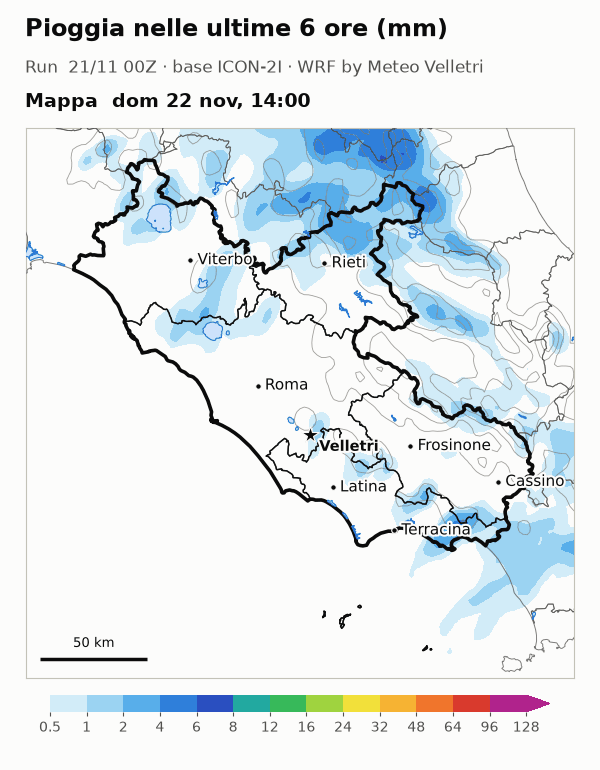 Pioggia nelle ultime 6 ore (mm)
Run 21/11 00Z · base ICON-2I · WRF by Meteo Velletri
Mappa dom 22 nov, 14:00
Viterbo
Rieti
Roma
Velletri
Frosinone
Latina
Cassino
Terracina
50 km
0.5 1 2 4 6 8 12 16 24 32 48 64 96 128